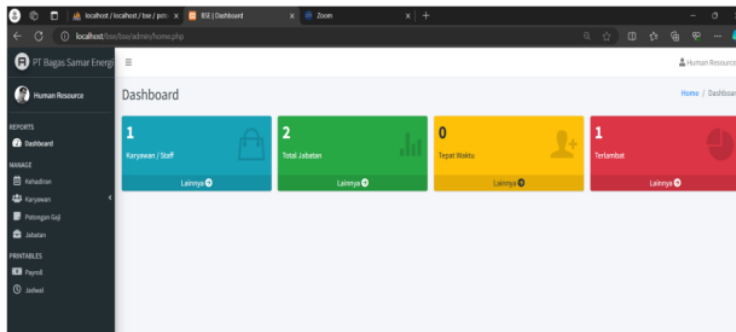 localhost / localhost / bse / pen
BSE | Dashboard
Zoom
localhost/bse/bse/admin/home.php
PT Bagas Samar Energi
Human Resource
Human Resource
Dashboard
Home / Dashboar
REPORTS
Dashboard
MANAGE
Kehadiran
Karyawan
Potongan Gaji
Jabatan
PRINTABLES
Payroll
Jadwal
1
Karyawan / Staff
Lainnya
2
Total Jabatan
Lainnya
0
Tepat Waktu
Lainnya
1
Terlambat
Lainnya